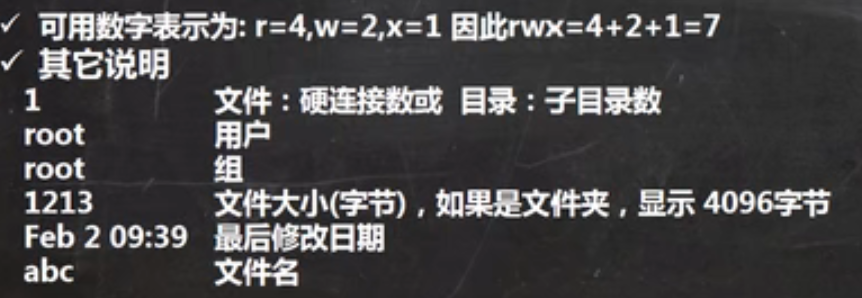 ✓ 可用数字表示为: r=4,w=2,x=1 因此rwx=4+2+1=7
✓ 其它说明
1 文件：硬连接数或 目录：子目录数
root 用户
root 组
1213 文件大小(字节)，如果是文件夹，显示 4096字节
Feb 2 09:39 最后修改日期
abc 文件名